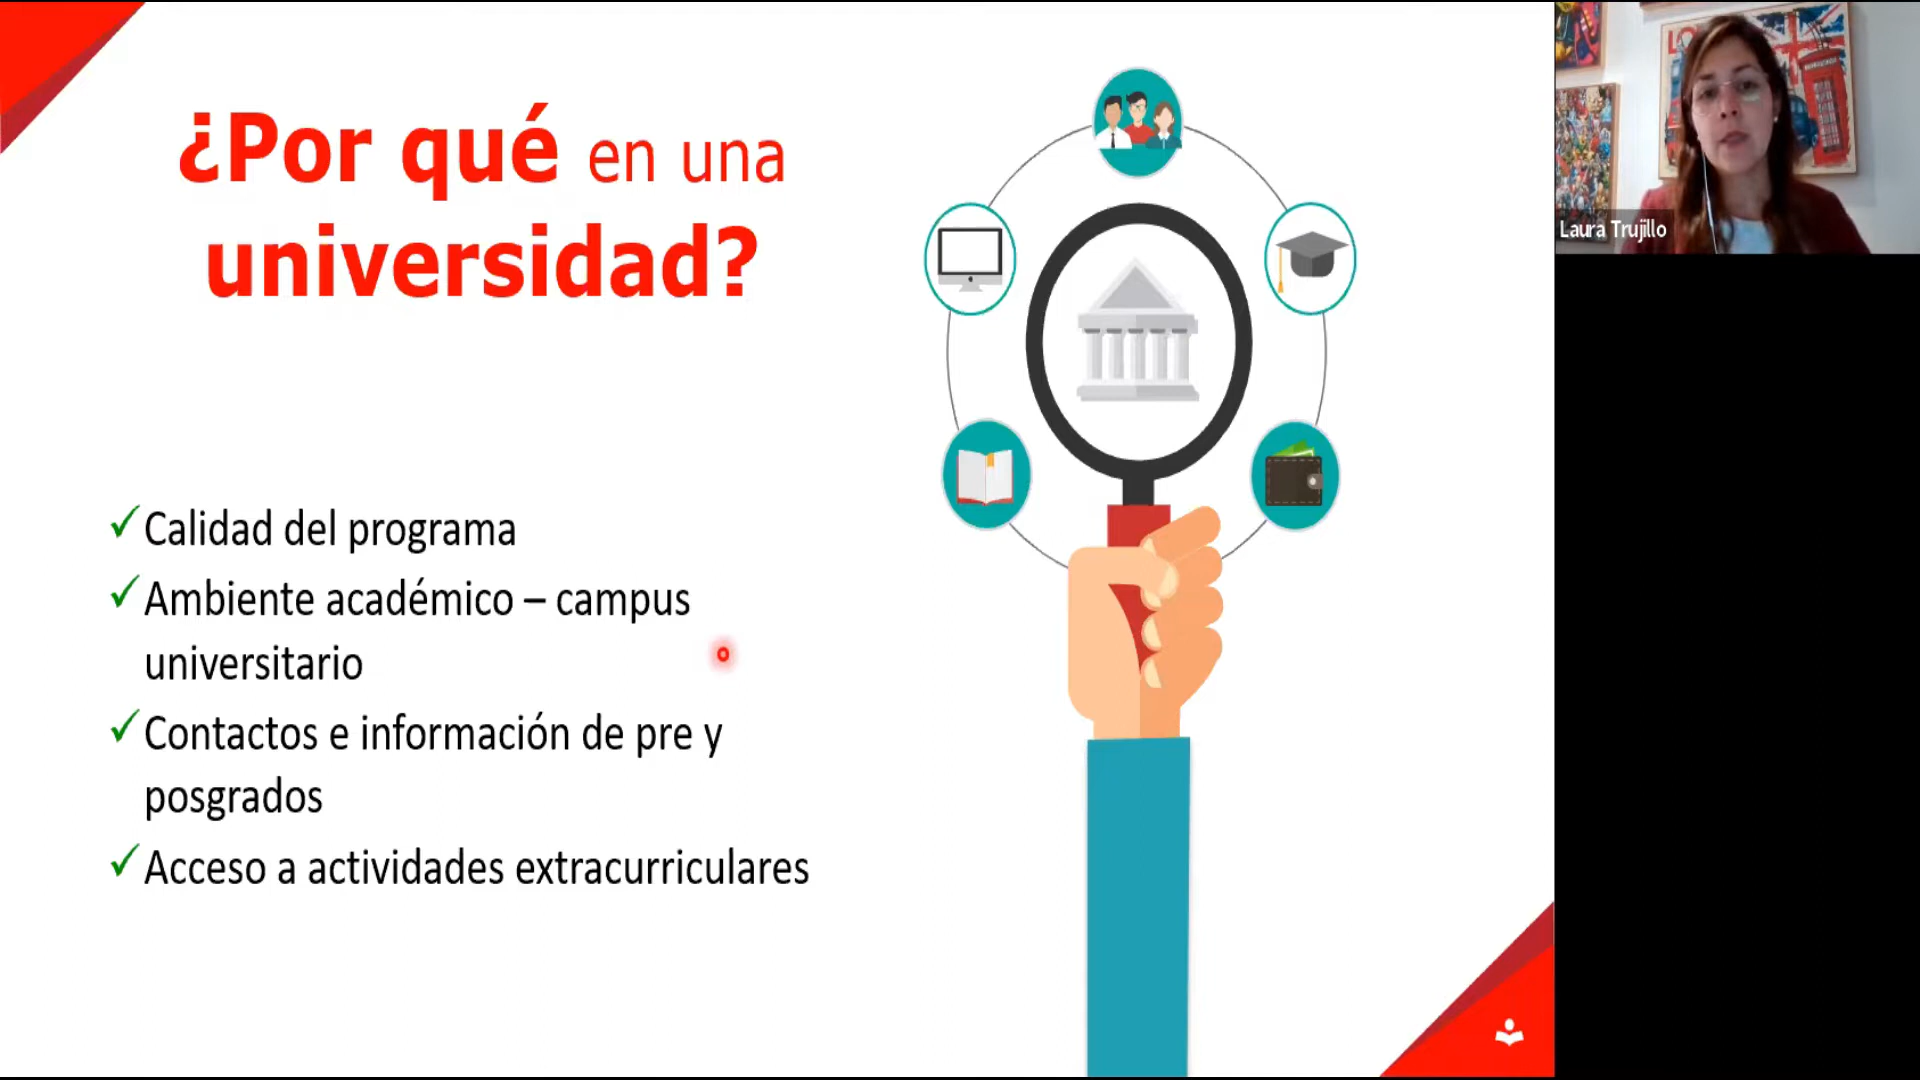 ¿Por qué en una
universidad?
Calidad del programa
Ambiente académico – campus
universitario
Contactos e información de pre y
posgrados
Acceso a actividades extracurriculares
LO
Laura Trujillo